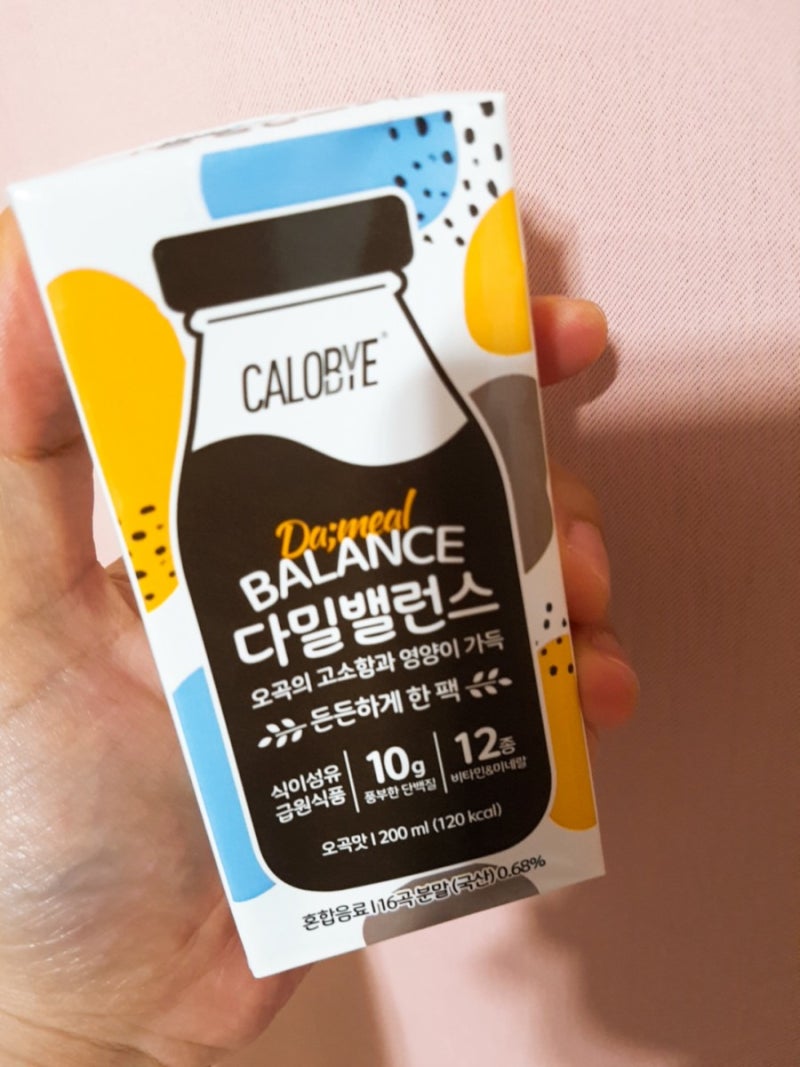 CALOBYE
Da;meal
BALANCE
다밀밸런스
오곡의 고소함과 영양이 가득
든든하게 한 팩
식이섬유
급원식품
10g
풍부한 단백질
12종
비타민&미네랄
오곡맛 | 200 ml (120 kcal)
혼합음료 | 16곡 분말 (국산) 0.68%